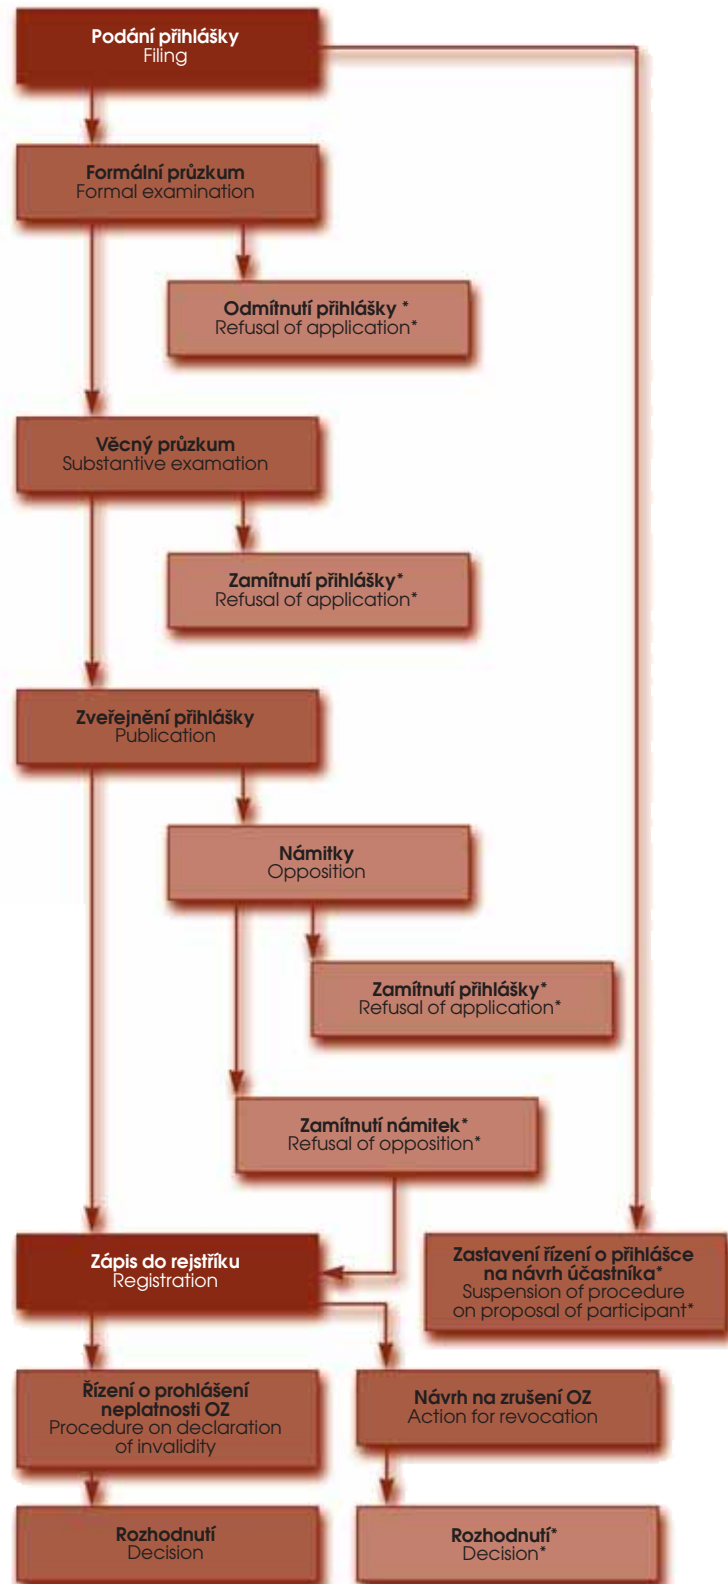 Podání přihlášky
Filing
Formální průzkum
Formal examination
Odmítnutí přihlášky *
Refusal of application*
Věcný průzkum
Substantive examation
Zamítnutí přihlášky*
Refusal of application*
Zveřejnění přihlášky
Publication
Námitky
Opposition
Zamítnutí přihlášky*
Refusal of application*
Zamítnutí námitek*
Refusal of opposition*
Zápis do rejstříku
Registration
Zastavení řízení o přihlášce
na návrh účastníka*
Suspension of procedure
on proposal of participant*
Řízení o prohlášení
neplatnosti OZ
Procedure on declaration
of invalidity
Návrh na zrušení OZ
Action for revocation
Rozhodnutí
Decision
Rozhodnutí*
Decision*